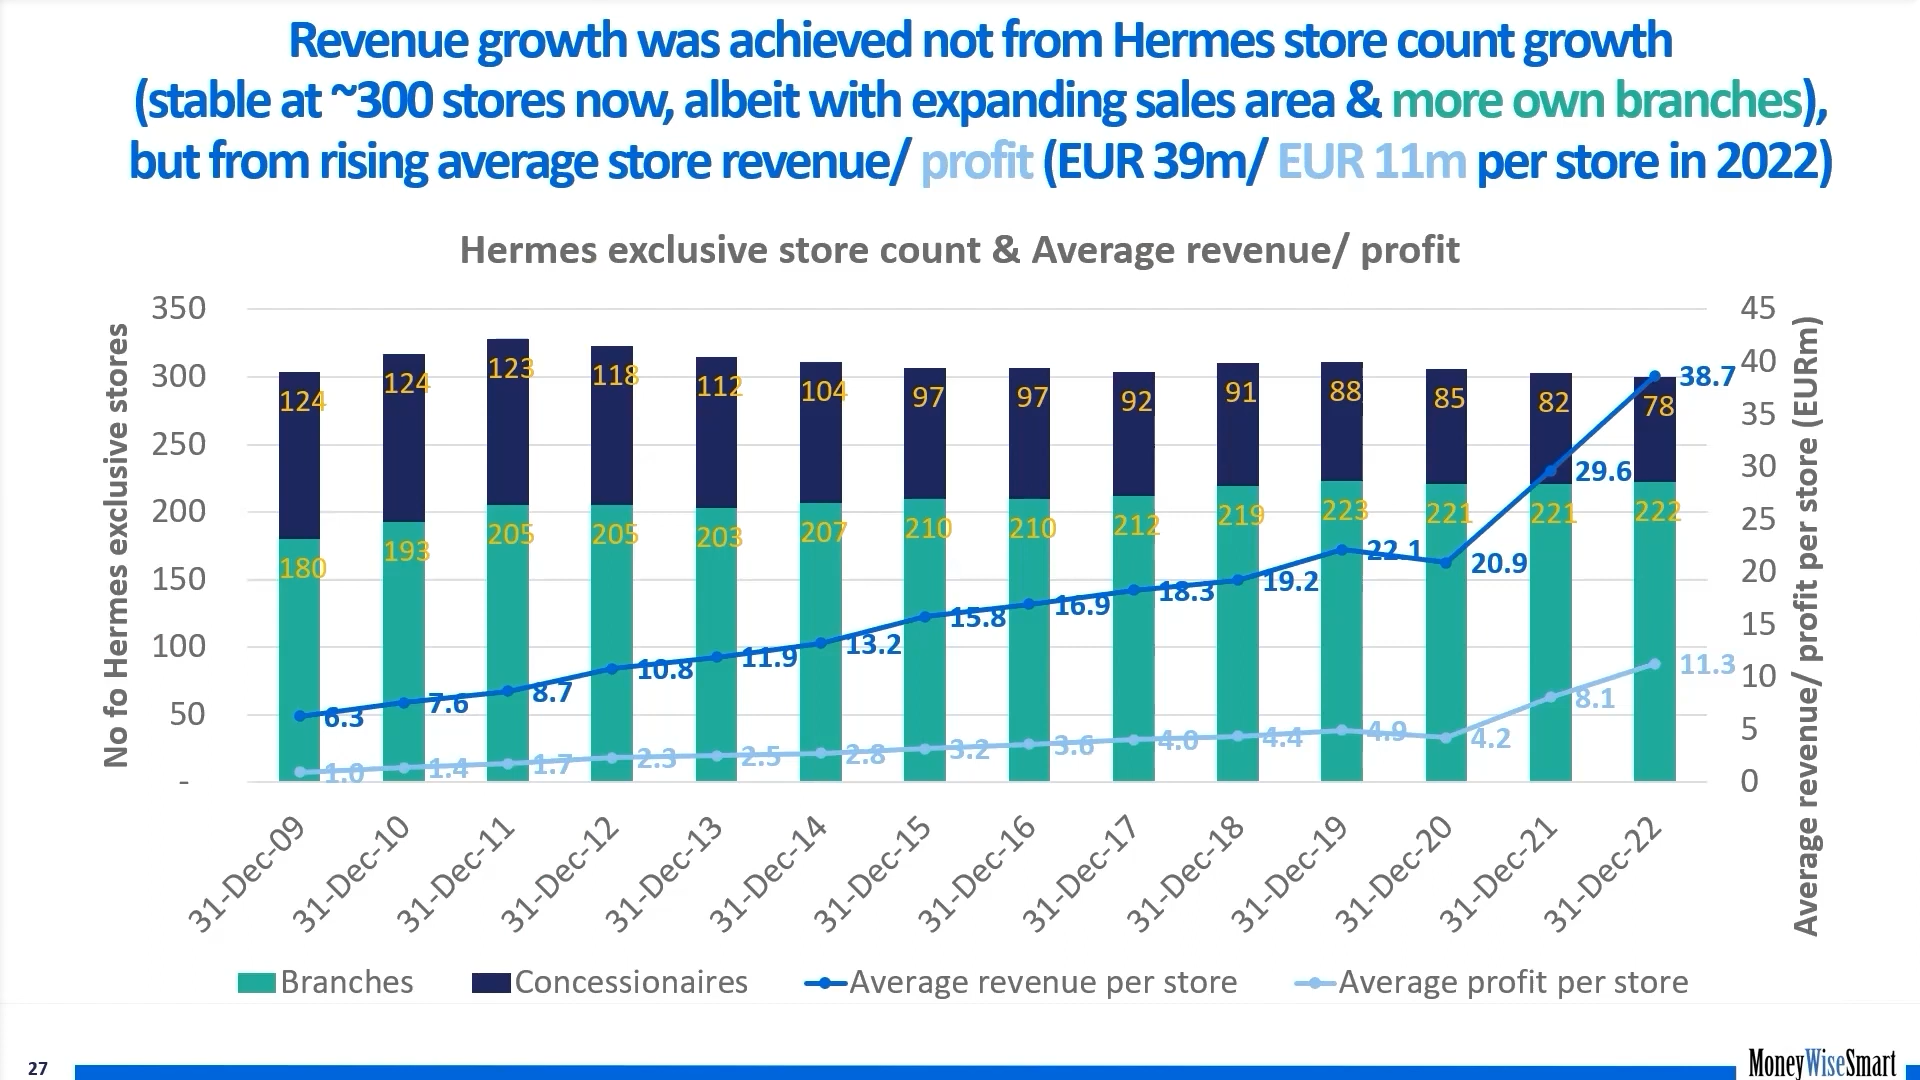 Revenue growth was achieved not from Hermes store count growth
(stable at ~300 stores now, albeit with expanding sales area & more own branches),
but from rising average store revenue/ profit (EUR 39m/ EUR 11m per store in 2022)
Hermes exclusive store count & Average revenue/ profit
No fo Hermes exclusive stores
350
300
250
200
150
100
50
-
124 124 123 118 112 104 97 97 92 91 88 85 82 78
180 193 205 205 203 207 210 210 212 219 223 221 221 222
6.3 7.6 8.7 10.8 11.9 13.2 15.8 16.9 18.3 19.2 22.1 20.9 29.6 38.7
1.0 1.4 1.7 2.3 2.5 2.8 3.2 3.6 4.0 4.4 4.9 4.2 8.1 11.3
45
40
35
30
25
20
15
10
5
0
Average revenue/ profit per store (EURm)
31-Dec-09 31-Dec-10 31-Dec-11 31-Dec-12 31-Dec-13 31-Dec-14 31-Dec-15 31-Dec-16 31-Dec-17 31-Dec-18 31-Dec-19 31-Dec-20 31-Dec-21 31-Dec-22
Branches Concessionaires Average revenue per store Average profit per store
27
MoneyWiseSmart